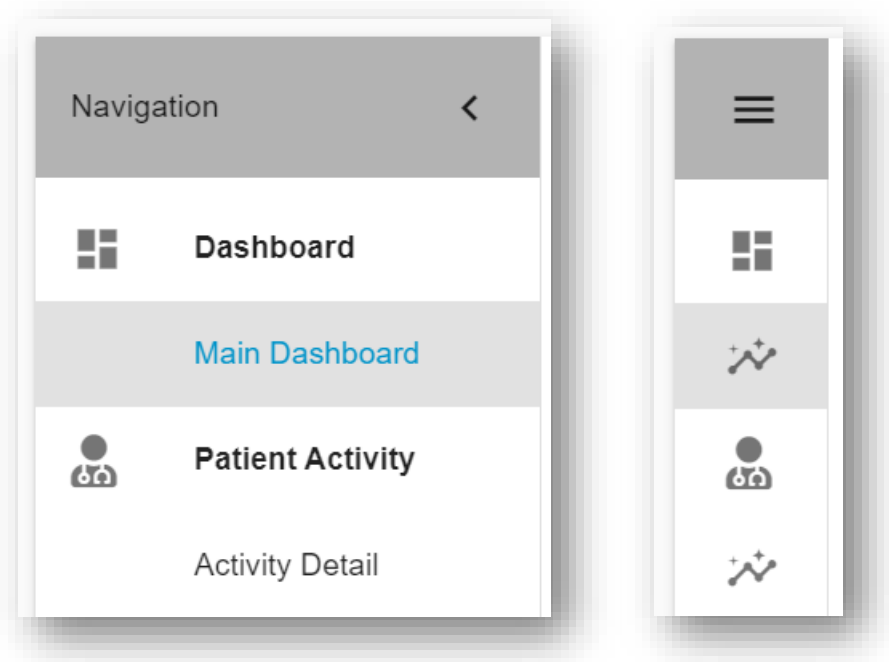 Navigation
Dashboard
Main Dashboard
Patient Activity
Activity Detail